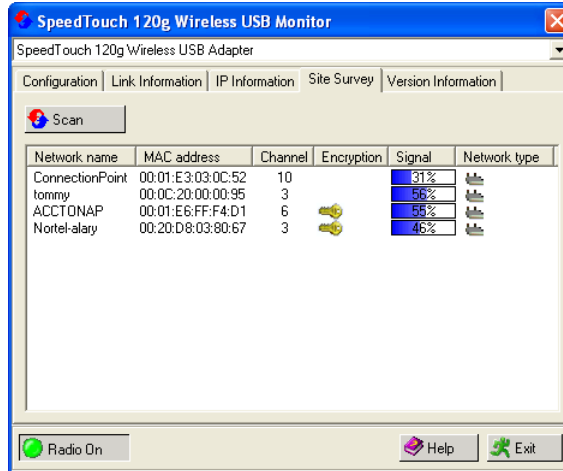 SpeedTouch 120g Wireless USB Monitor
SpeedTouch 120g Wireless USB Adapter
Configuration Link Information IP Information Site Survey Version Information
Scan
Network name MAC address Channel Encryption Signal Network type
ConnectionPoint 00:01:E3:03:0C:52 10 31%
tommy 00:0C:20:00:00:95 3 56%
ACCTONAP 00:01:E6:FF:F4:D1 6 55%
Nortel-alary 00:20:D8:03:80:67 3 46%
Radio On Help Exit